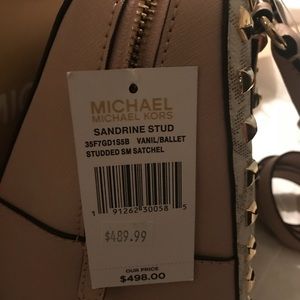 MICHAEL
MICHAEL KORS
SANDRINE STUD
35F7GD1S5B VANIL/BALLET
STUDDED SM SATCHEL
1 91262 30058 5
$489.99
OUR PRICE
$498.00